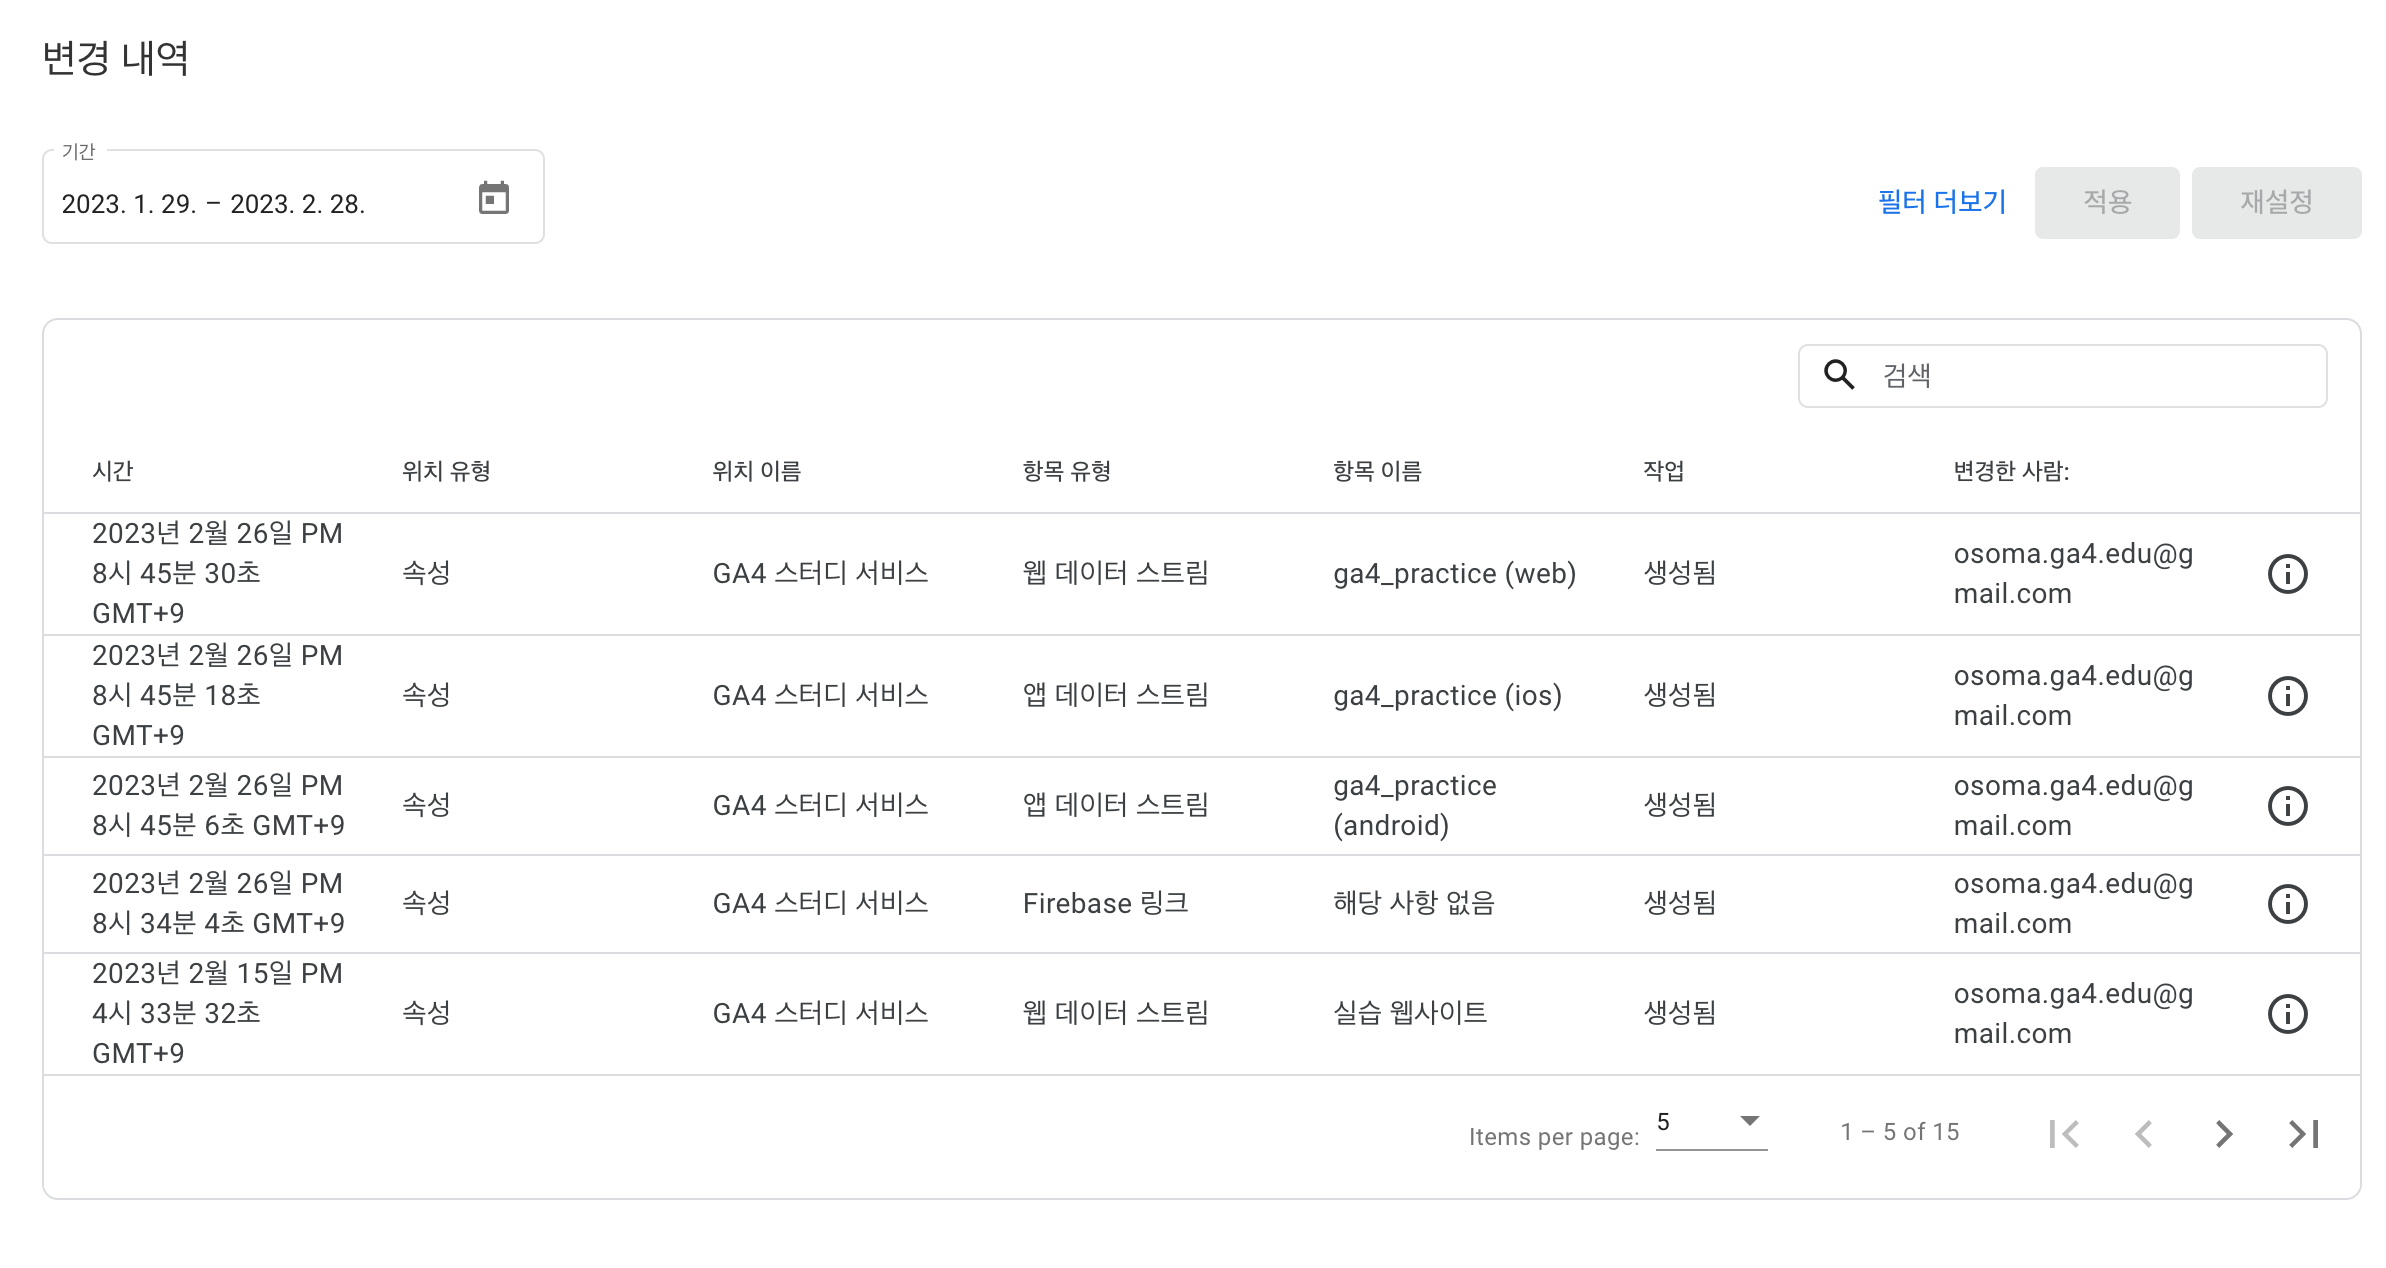 변경 내역
기간
2023. 1. 29. – 2023. 2. 28.
필터 더보기
적용
재설정
검색
시간 위치 유형 위치 이름 항목 유형 항목 이름 작업 변경한 사람:
2023년 2월 26일 PM
8시 45분 30초
GMT+9
속성
GA4 스터디 서비스
웹 데이터 스트림
ga4_practice (web)
생성됨
osoma.ga4.edu@g
mail.com
2023년 2월 26일 PM
8시 45분 18초
GMT+9
속성
GA4 스터디 서비스
앱 데이터 스트림
ga4_practice (ios)
생성됨
osoma.ga4.edu@g
mail.com
2023년 2월 26일 PM
8시 45분 6초 GMT+9
속성
GA4 스터디 서비스
앱 데이터 스트림
ga4_practice
(android)
생성됨
osoma.ga4.edu@g
mail.com
2023년 2월 26일 PM
8시 34분 4초 GMT+9
속성
GA4 스터디 서비스
Firebase 링크
해당 사항 없음
생성됨
osoma.ga4.edu@g
mail.com
2023년 2월 15일 PM
4시 33분 32초
GMT+9
속성
GA4 스터디 서비스
웹 데이터 스트림
실습 웹사이트
생성됨
osoma.ga4.edu@g
mail.com
Items per page: 5
1 – 5 of 15